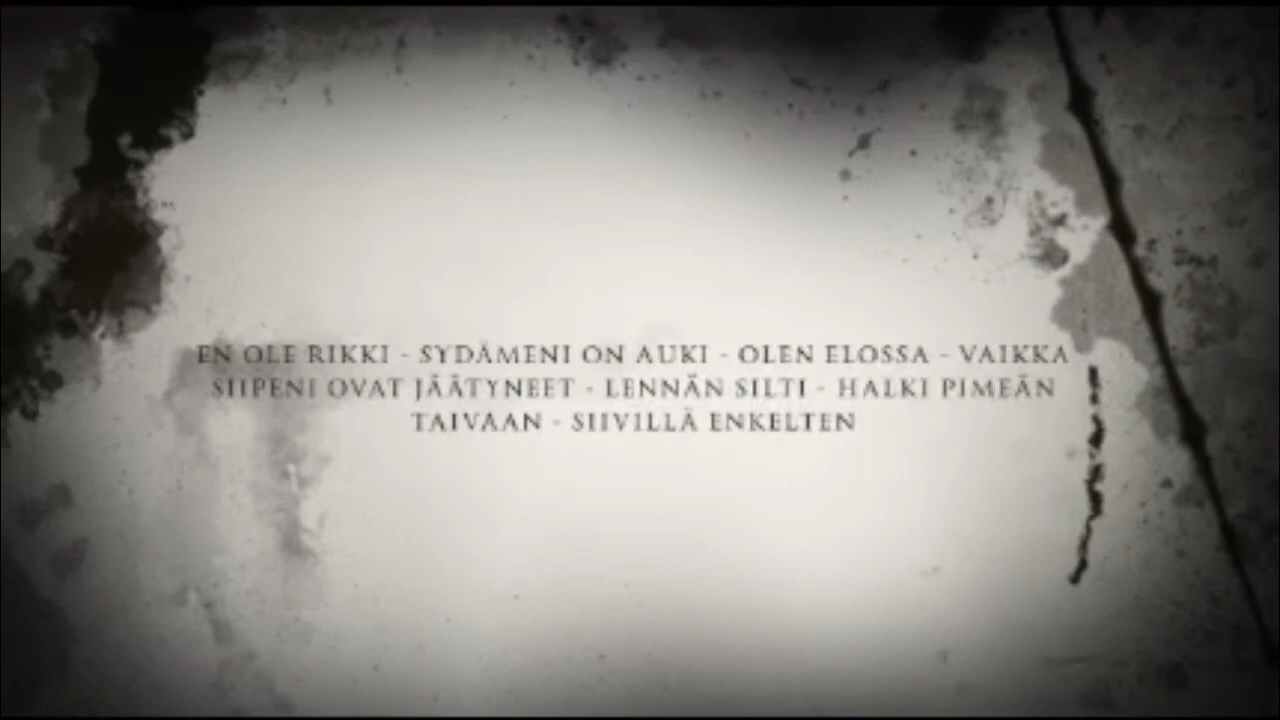 EN OLE RIKKI - SYDÄMENI ON AUKI - OLEN ELOSSA - VAIKKA
SIIPENI OVAT JÄÄTYNEET - LENNÄN SILTI - HALKI PIMEÄN
TAIVAAN - SIIVILLÄ ENKELTEN